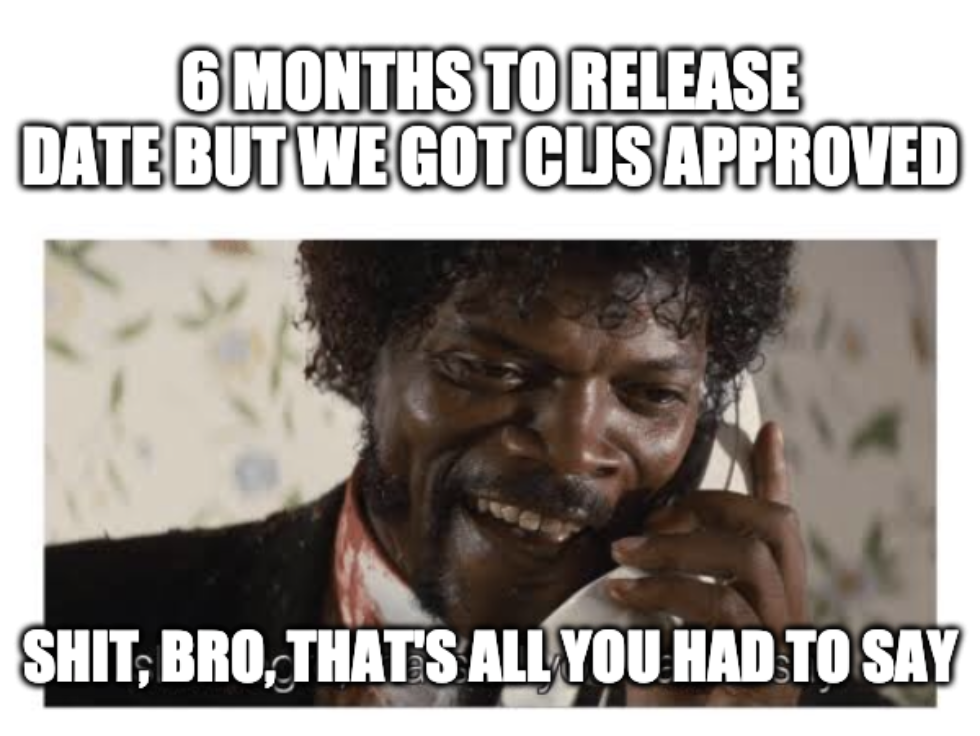 6 MONTHS TO RELEASE
DATE BUT WE GOT CLJS APPROVED
SHIT, BRO, THAT'S ALL YOU HAD TO SAY